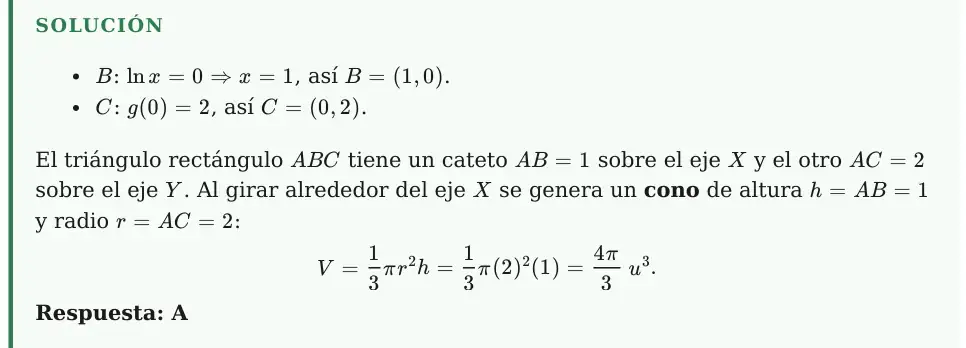 SOLUCIÓN
• B: ln x = 0 ⇒ x = 1, así B = (1, 0).
• C: g(0) = 2, así C = (0, 2).
El triángulo rectángulo ABC tiene un cateto AB = 1 sobre el eje X y el otro AC = 2
sobre el eje Y. Al girar alrededor del eje X se genera un cono de altura h = AB = 1
y radio r = AC = 2:
V = 1/3 πr²h = 1/3 π(2)²(1) = 4π/3 u³.
Respuesta: A